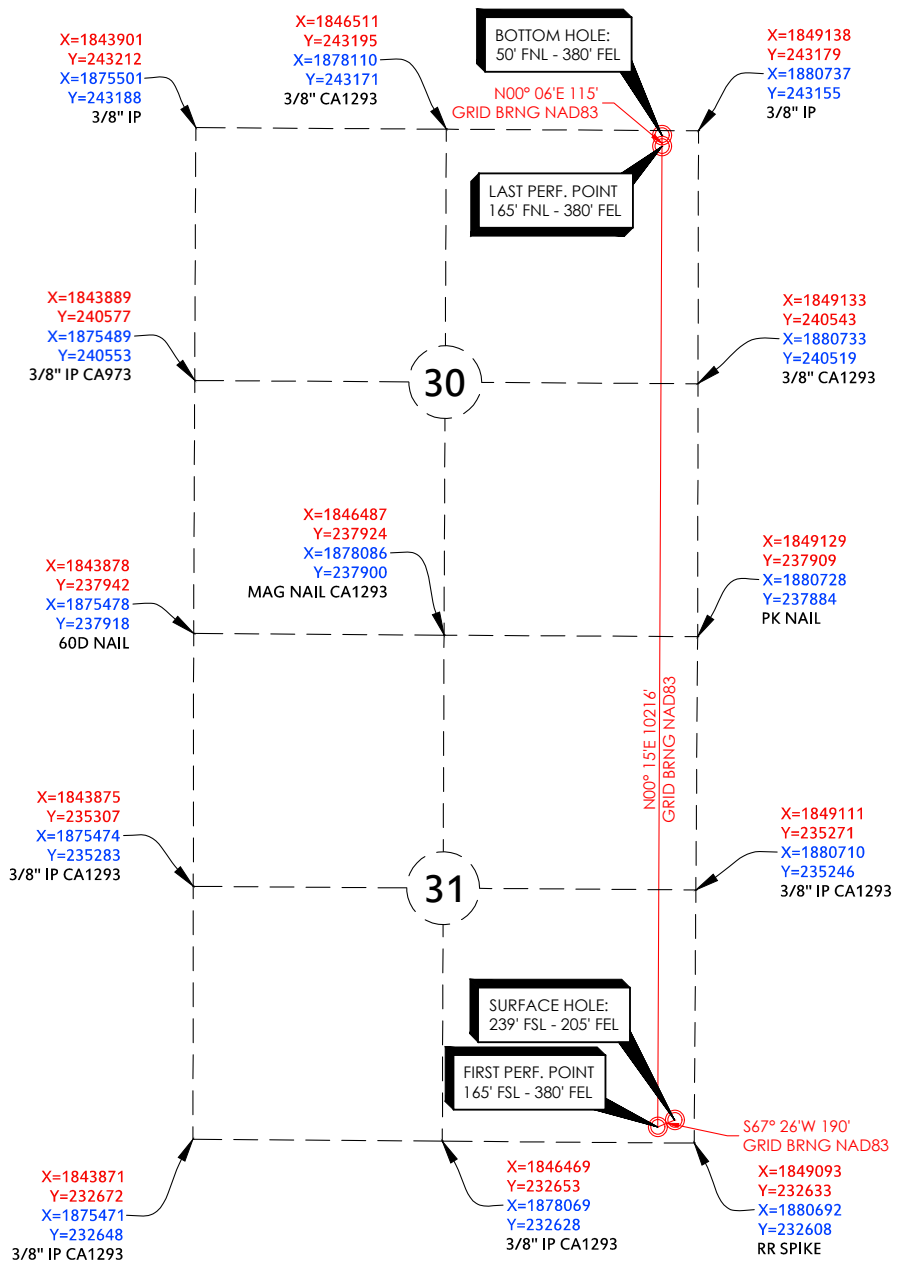 X=1843901
Y=243212
X=1875501
Y=243188
3/8" IP
X=1846511
Y=243195
X=1878110
Y=243171
3/8" CA1293
BOTTOM HOLE:
50' FNL - 380' FEL
X=1849138
Y=243179
X=1880737
Y=243155
3/8" IP
N00° 06'E 115'
GRID BRNG NAD83
LAST PERF. POINT
165' FNL - 380' FEL
X=1843889
Y=240577
X=1875489
Y=240553
3/8" IP CA973
30
X=1849133
Y=240543
X=1880733
Y=240519
3/8" CA1293
X=1843878
Y=237942
X=1875478
Y=237918
60D NAIL
X=1846487
Y=237924
X=1878086
Y=237900
MAG NAIL CA1293
X=1849129
Y=237909
X=1880728
Y=237884
PK NAIL
N00° 15'E 10216'
GRID BRNG NAD83
X=1843875
Y=235307
X=1875474
Y=235283
3/8" IP CA1293
31
X=1849111
Y=235271
X=1880710
Y=235246
3/8" IP CA1293
SURFACE HOLE:
239' FSL - 205' FEL
FIRST PERF. POINT
165' FSL - 380' FEL
S67° 26'W 190'
GRID BRNG NAD83
X=1843871
Y=232672
X=1875471
Y=232648
3/8" IP CA1293
X=1846469
Y=232653
X=1878069
Y=232628
3/8" IP CA1293
X=1849093
Y=232633
X=1880692
Y=232608
RR SPIKE